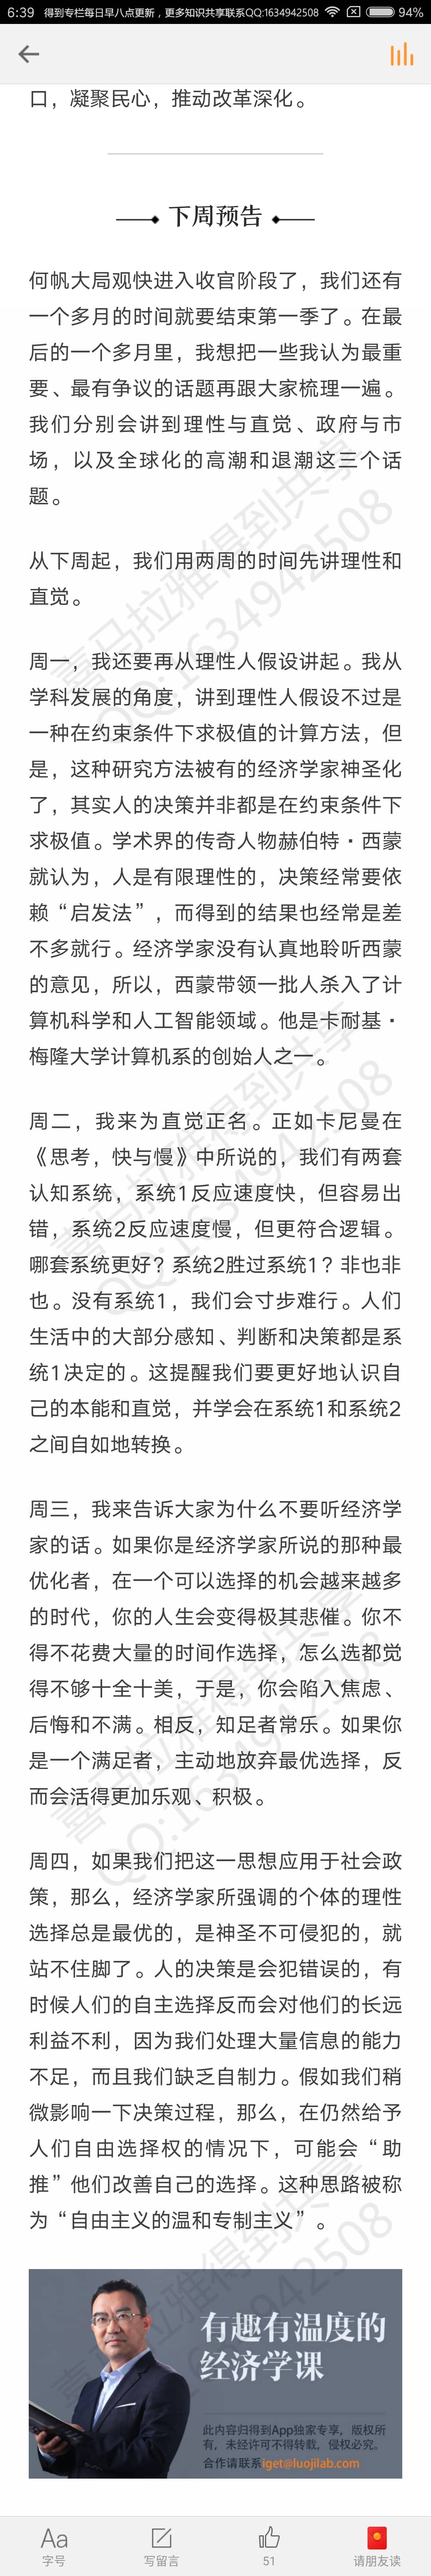 6:39 得到专栏每日早八点更新，更多知识共享联系QQ:1634942508 94%
口，凝聚民心，推动改革深化。
下周预告
何帆大局观快进入收官阶段了，我们还有
一个多月的时间就要结束第一季了。在最
后的一个多月里，我想把一些我认为最重
要、最有争议的话题再跟大家梳理一遍。
我们分别会讲到理性与直觉、政府与市
场，以及全球化的高潮和退潮这三个话
题。
从下周起，我们用两周的时间先讲理性和
直觉。
周一，我还要再从理性人假设讲起。我从
学科发展的角度，讲到理性人假设不过是
一种在约束条件下求极值的计算方法，但
是，这种研究方法被有的经济学家神圣化
了，其实人的决策并非都是在约束条件下
求极值。学术界的传奇人物赫伯特·西蒙
就认为，人是有限理性的，决策经常要依
赖“启发法”，而得到的结果也经常是差
不多就行。经济学家没有认真地聆听西蒙
的意见，所以，西蒙带领一批人杀入了计
算机科学和人工智能领域。他是卡耐基·
梅隆大学计算机系的创始人之一。
周二，我来为直觉正名。正如卡尼曼在
《思考，快与慢》中所说的，我们有两套
认知系统，系统1反应速度快，但容易出
错，系统2反应速度慢，但更符合逻辑。
哪套系统更好？系统2胜过系统1？非也非
也。没有系统1，我们会寸步难行。人们
生活中的大部分感知、判断和决策都是系
统1决定的。这提醒我们要更好地认识自
己的本能和直觉，并学会在系统1和系统2
之间自如地转换。
周三，我来告诉大家为什么不要听经济学
家的话。如果你是经济学家所说的那种最
优化者，在一个可以选择的机会越来越多
的时代，你的人生会变得极其悲催。你不
得不花费大量的时间作选择，怎么选都觉
得不够十全十美，于是，你会陷入焦虑、
后悔和不满。相反，知足者常乐。如果你
是一个满足者，主动地放弃最优选择，反
而会活得更加乐观、积极。
周四，如果我们把这一思想应用于社会政
策，那么，经济学家所强调的个体的理性
选择总是最优的，是神圣不可侵犯的，就
站不住脚了。人的决策是会犯错误的，有
时候人们的自主选择反而会对他们的长远
利益不利，因为我们处理大量信息的能力
不足，而且我们缺乏自制力。假如我们稍
微影响一下决策过程，那么，在仍然给予
人们自由选择权的情况下，可能会“助
推”他们改善自己的选择。这种思路被称
为“自由主义的温和专制主义”。
喜马拉雅得到共享
QQ:1634942508
喜马拉雅得到共享
QQ:1634942508
喜马拉雅得到共享
QQ:1634942508
喜马拉雅得到共享
QQ:1634942508
有趣有温度的
经济学课
此内容归得到App独家专享，版权所
有，未经许可不得转载，侵权必究。
合作请联系iget@luojilab.com
Aa
字号 写留言 51 请朋友读